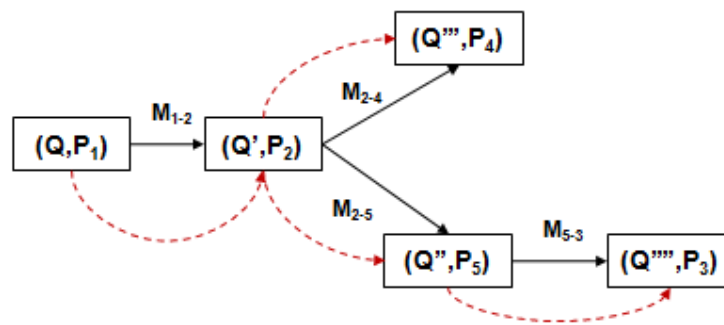 (Q''',P₄)
M₁₋₂
M₂₋₄
(Q,P₁)
(Q',P₂)
M₂₋₅
M₅₋₃
(Q'',P₅)
(Q'''',P₃)